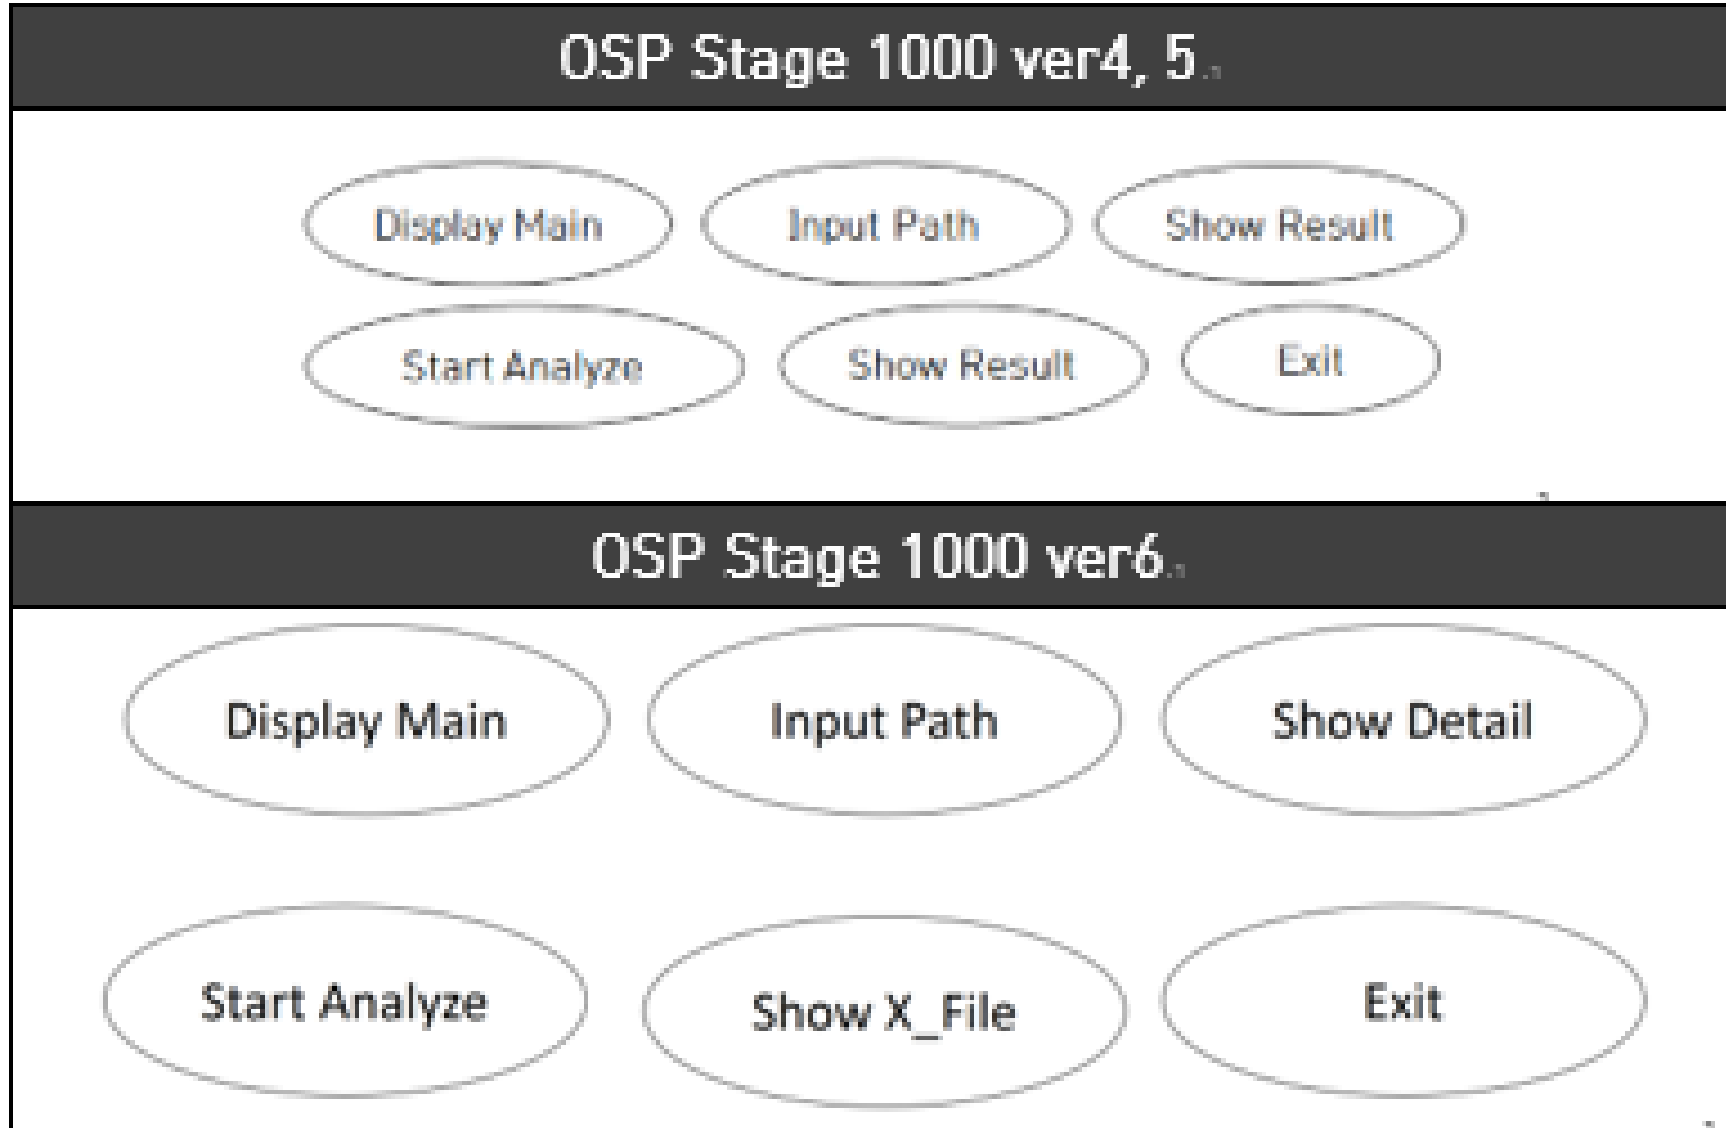 OSP Stage 1000 ver4, 5
Display Main Input Path Show Result
Start Analyze Show Result Exit
OSP Stage 1000 ver6
Display Main Input Path Show Detail
Start Analyze Show X_File Exit